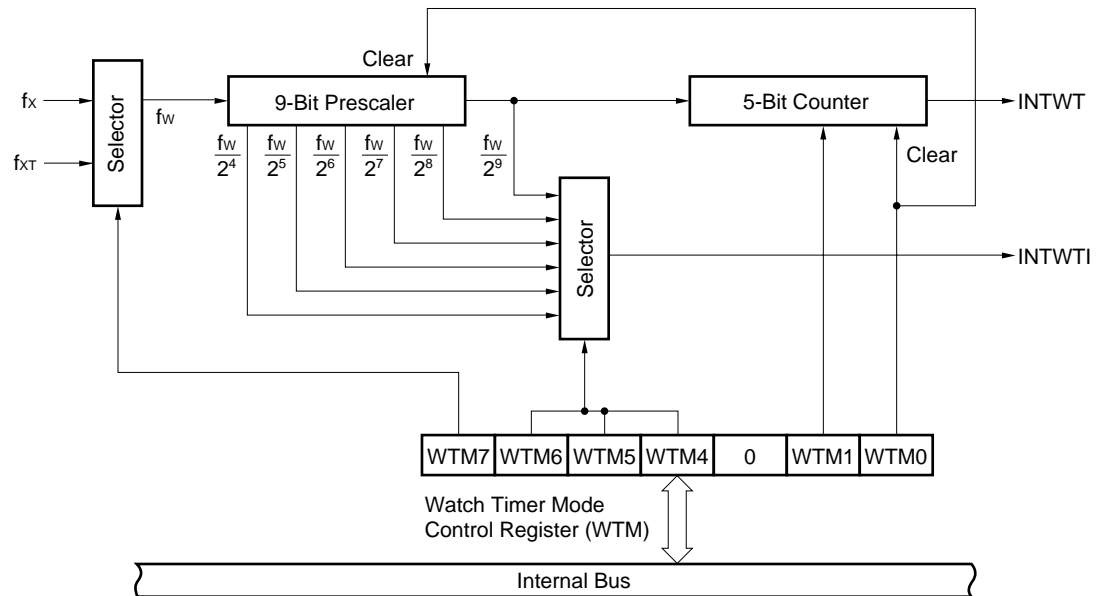 Clear
fX
fXT
Selector
fW
9-Bit Prescaler
5-Bit Counter
INTWT
fW/2^4
fW/2^5
fW/2^6
fW/2^7
fW/2^8
fW/2^9
Clear
Selector
INTWTI
WTM7 WTM6 WTM5 WTM4 0 WTM1 WTM0
Watch Timer Mode
Control Register (WTM)
Internal Bus